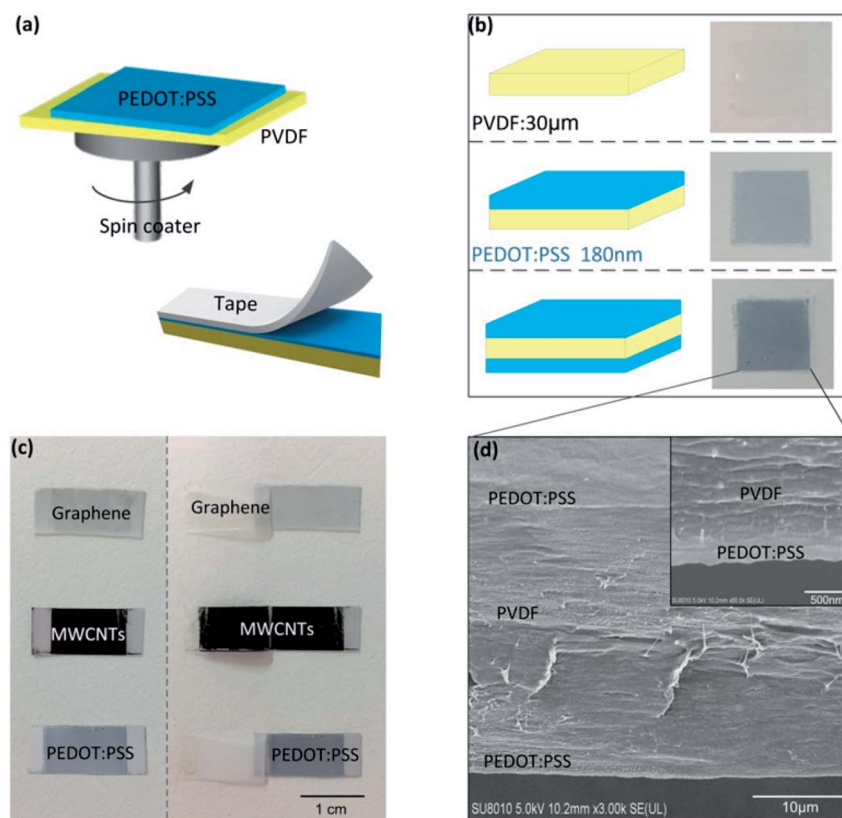 (a)
PEDOT:PSS
PVDF
Spin coater
Tape
(b)
PVDF:30μm
PEDOT:PSS 180nm
(c)
Graphene
Graphene
MWCNTs
MWCNTs
PEDOT:PSS
PEDOT:PSS
1 cm
(d)
PEDOT:PSS
PVDF
PEDOT:PSS
SU8010 5.0kV 10.2mm x60.0k SE(UL)
500nm
PVDF
PEDOT:PSS
SU8010 5.0kV 10.2mm x3.00k SE(UL)
10μm